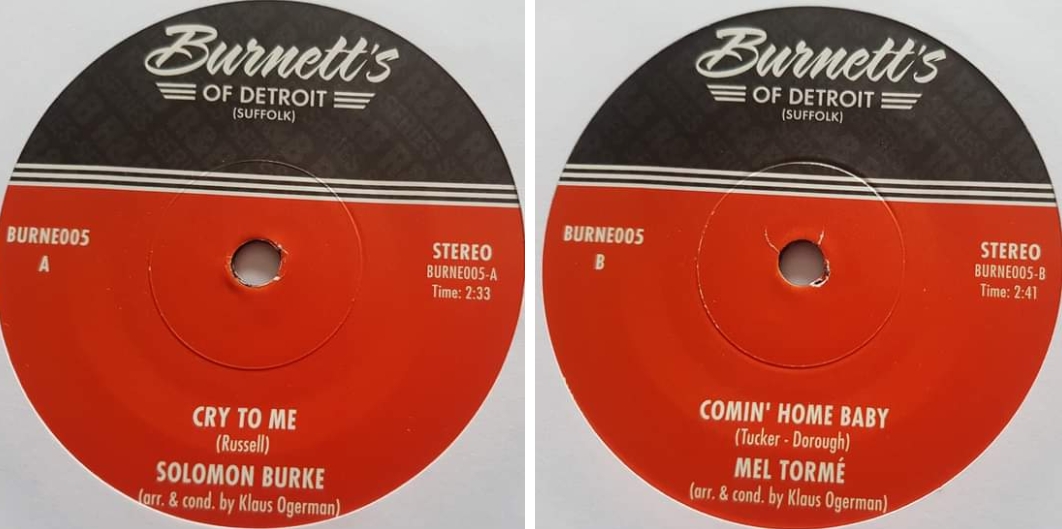 Burnett's
OF DETROIT
(SUFFOLK)
BURNE005
A
STEREO
BURNE005-A
Time: 2:33
CRY TO ME
(Russell)
SOLOMON BURKE
(arr. & cond. by Klaus Ogerman)
Burnett's
OF DETROIT
(SUFFOLK)
BURNE005
B
STEREO
BURNE005-B
Time: 2:41
COMIN' HOME BABY
(Tucker - Dorough)
MEL TORMÉ
(arr. & cond. by Klaus Ogerman)